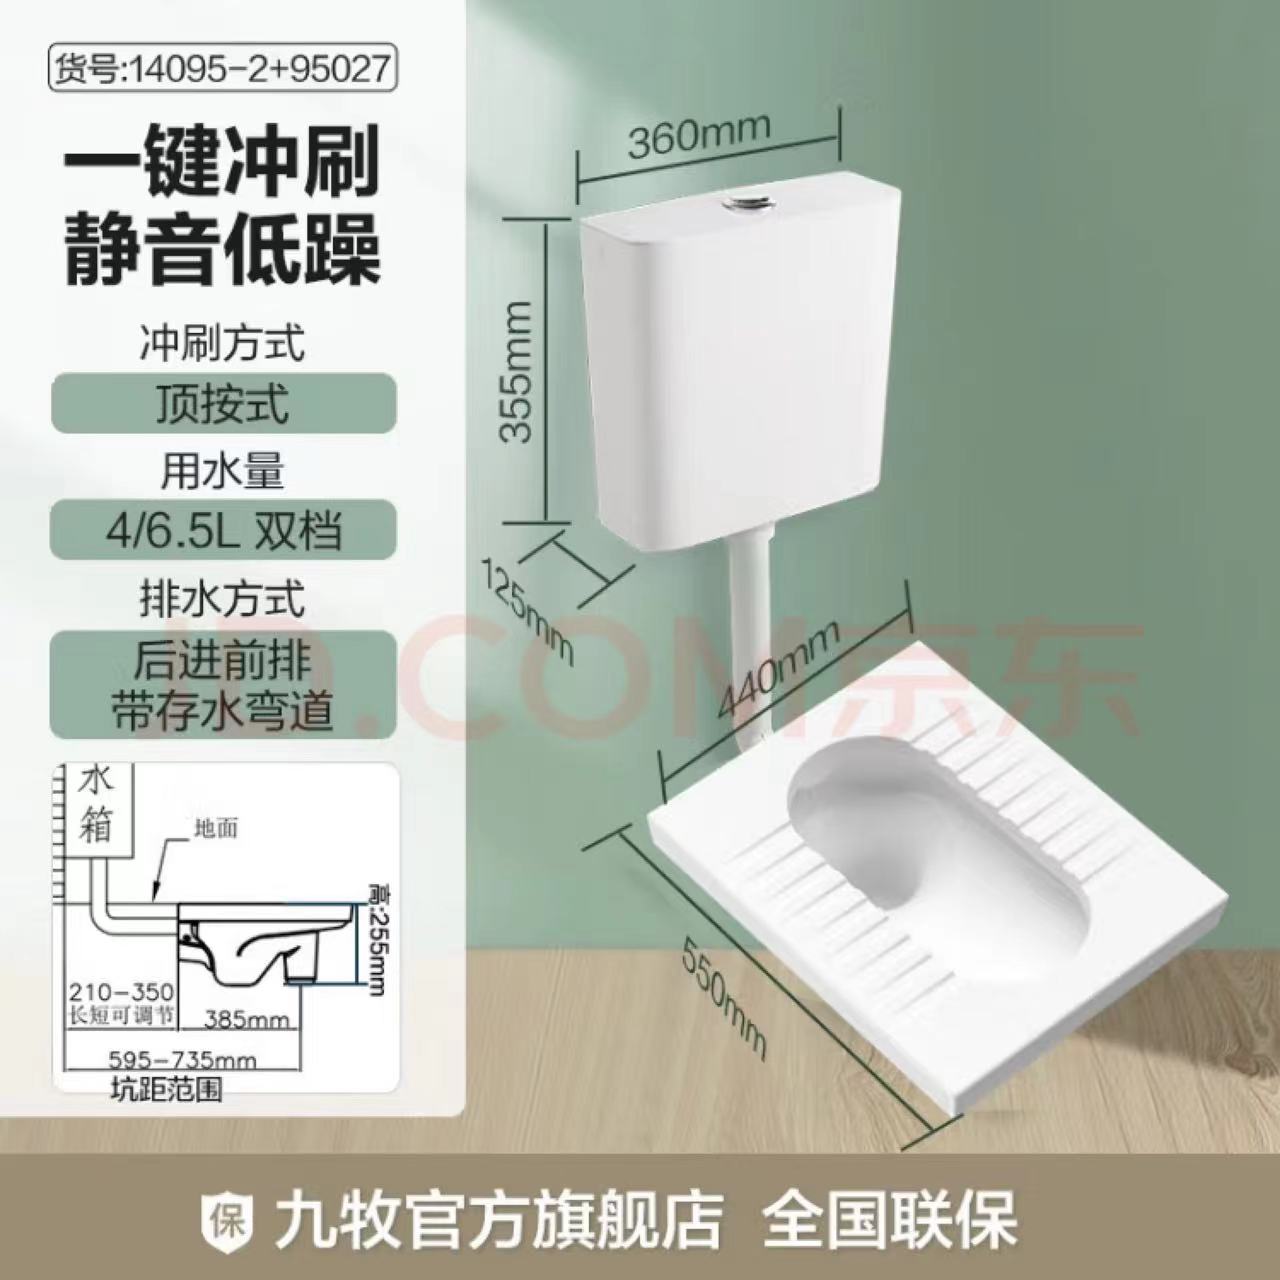 货号:14095-2+95027
一键冲刷
静音低躁
冲刷方式
顶按式
用水量
4/6.5L 双档
排水方式
后进前排
带存水弯道
水箱
地面
高:255mm
210-350
长短可调节
385mm
595-735mm
坑距范围
360mm
355mm
125mm
440mm
550mm
JD.COM京东
保 九牧官方旗舰店 全国联保